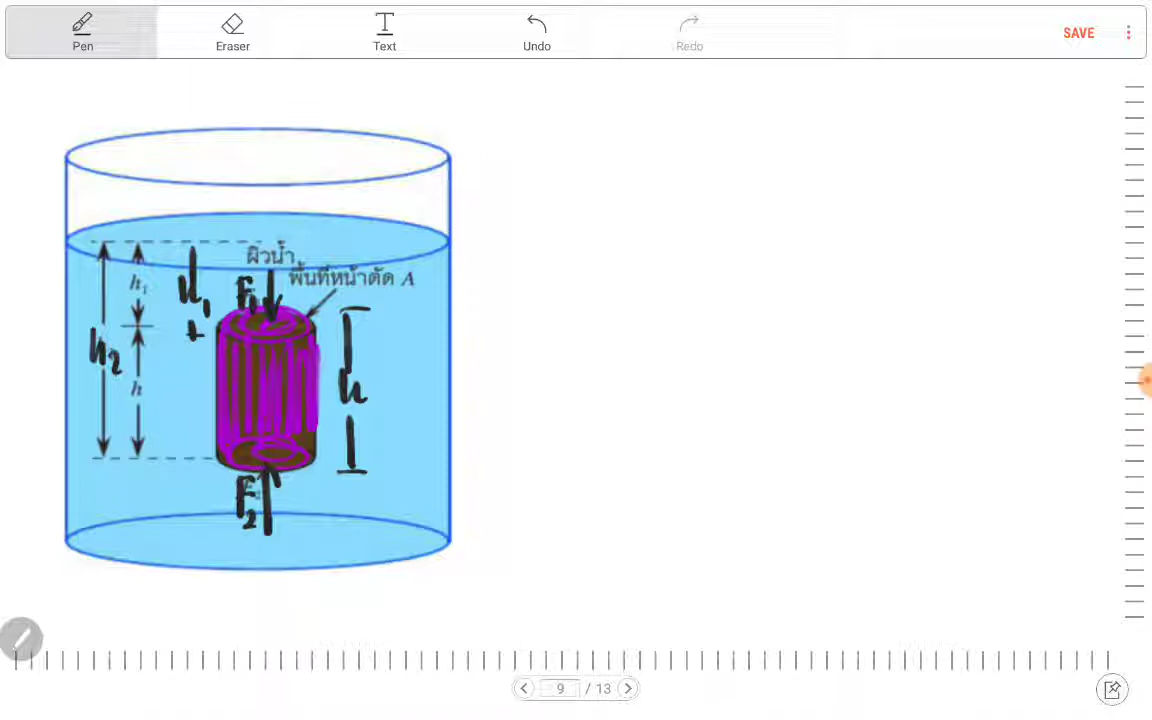 Pen
Eraser
Text
Undo
Redo
SAVE
ผิวน้ำ
พื้นที่หน้าตัด A
h₁
h₁
F₁
h₂
h
h
F₂
9 / 13